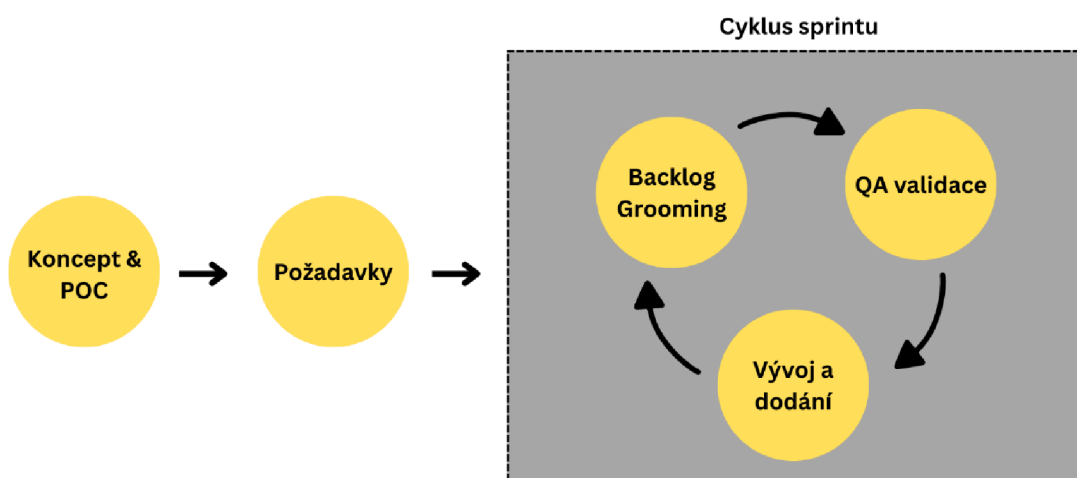 Cyklus sprintu
Koncept &
POC
Požadavky
Backlog
Grooming
QA validace
Vývoj a
dodání